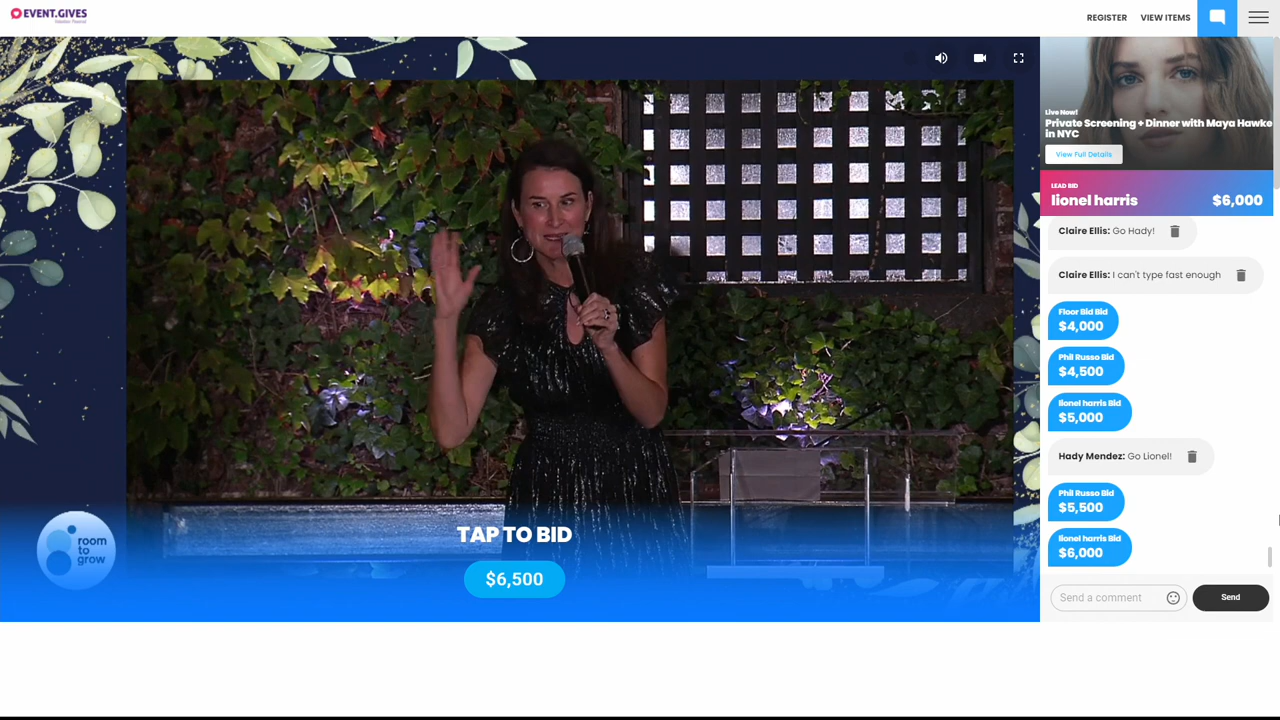 EVENT.GIVES
REGISTER
VIEW ITEMS
Live Now!
Private Screening + Dinner with Maya Hawke
in NYC
View Full Details
LEAD BID
lionel harris
$6,000
Claire Ellis: Go Hady!
Claire Ellis: I can't type fast enough
Floor Bid Bid
$4,000
Phil Russo Bid
$4,500
lionel harris Bid
$5,000
Hady Mendez: Go Lionel!
Phil Russo Bid
$5,500
lionel harris Bid
$6,000
room
to
grow
TAP TO BID
$6,500
Send a comment
Send